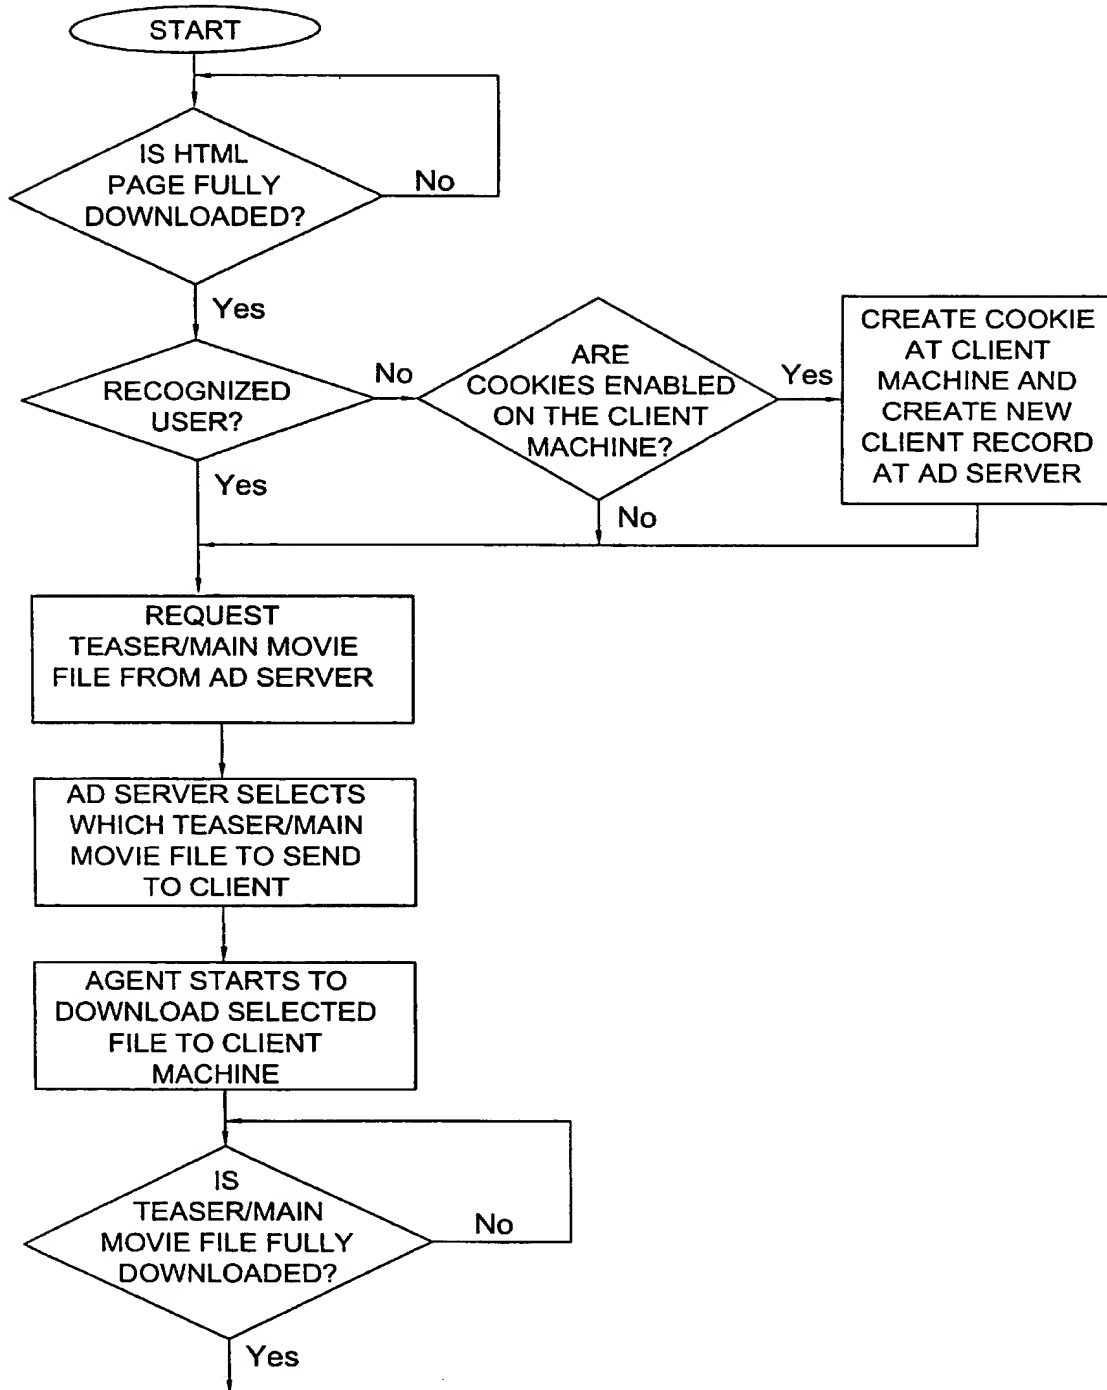 START
IS HTML
PAGE FULLY
DOWNLOADED?
No
Yes
RECOGNIZED
USER?
No
ARE
COOKIES ENABLED
ON THE CLIENT
MACHINE?
Yes
CREATE COOKIE
AT CLIENT
MACHINE AND
CREATE NEW
CLIENT RECORD
AT AD SERVER
Yes
No
REQUEST
TEASER/MAIN MOVIE
FILE FROM AD SERVER
AD SERVER SELECTS
WHICH TEASER/MAIN
MOVIE FILE TO SEND
TO CLIENT
AGENT STARTS TO
DOWNLOAD SELECTED
FILE TO CLIENT
MACHINE
IS
TEASER/MAIN
MOVIE FILE FULLY
DOWNLOADED?
No
Yes